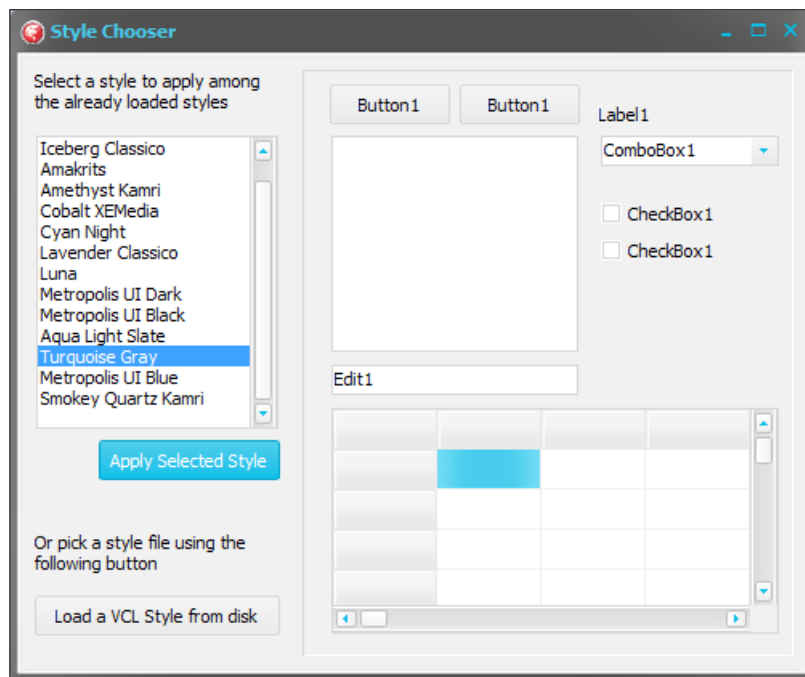 Style Chooser
Select a style to apply among
the already loaded styles
Iceberg Classico
Amakrits
Amethyst Kamri
Cobalt XEMedia
Cyan Night
Lavender Classico
Luna
Metropolis UI Dark
Metropolis UI Black
Aqua Light Slate
Turquoise Gray
Metropolis UI Blue
Smokey Quartz Kamri
Apply Selected Style
Or pick a style file using the
following button
Load a VCL Style from disk
Button1
Button1
Label1
ComboBox1
CheckBox1
CheckBox1
Edit1